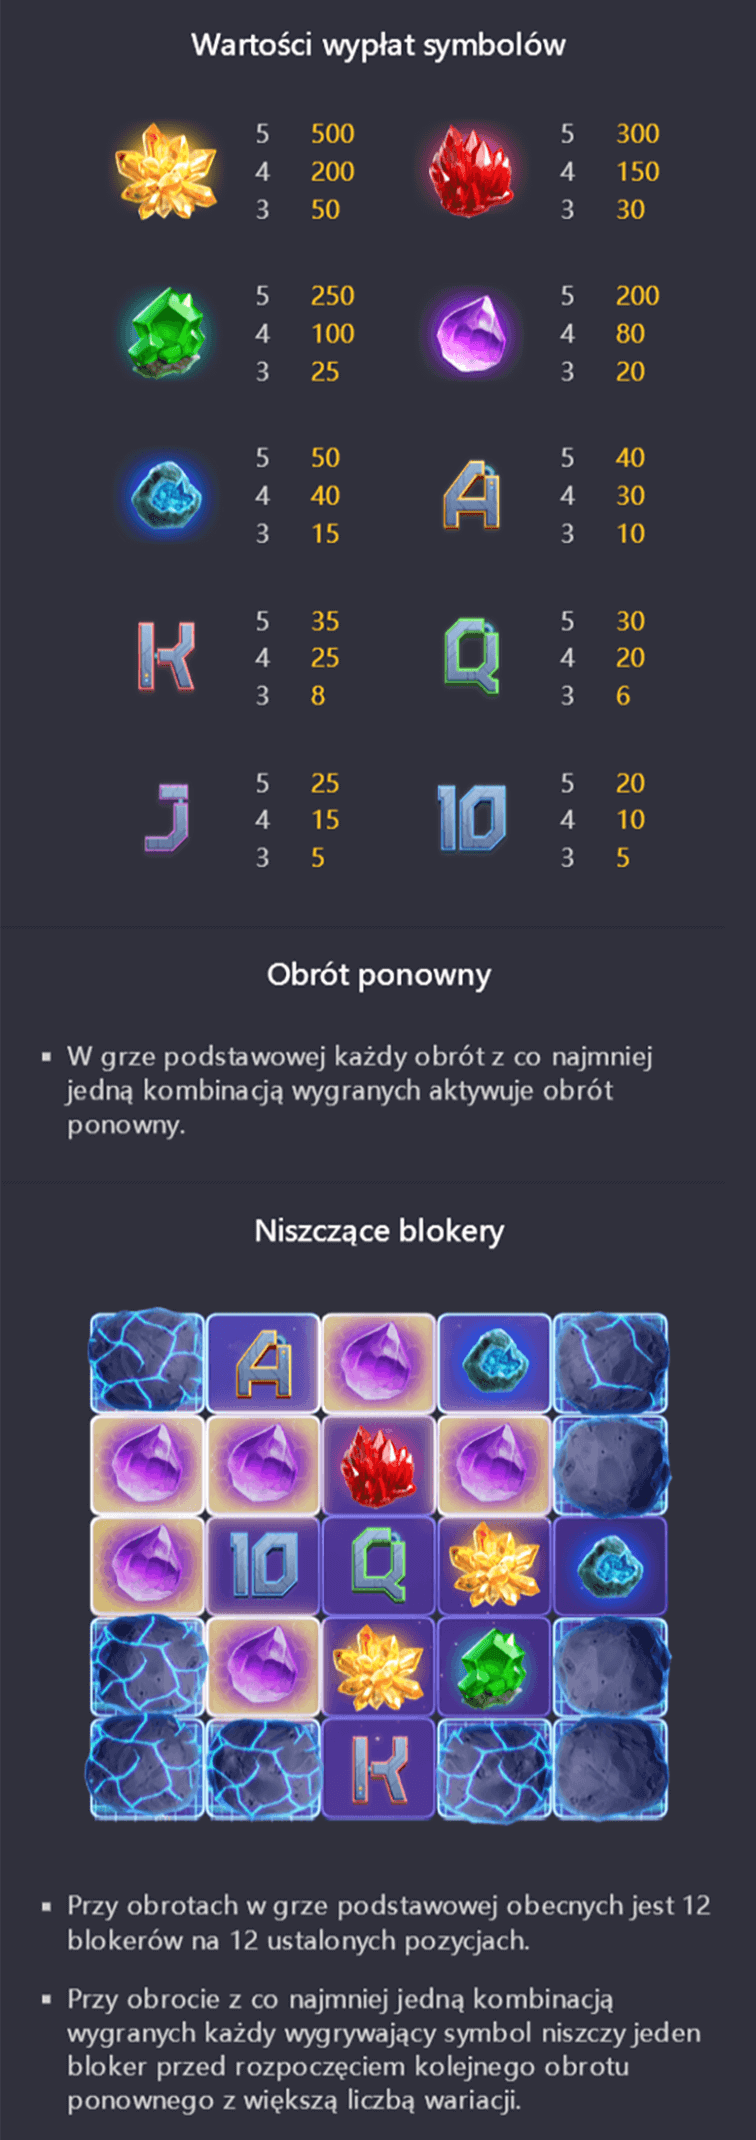 Wartości wypłat symbolów
5 500 5 300
4 200 4 150
3 50 3 30
5 250 5 200
4 100 4 80
3 25 3 20
5 50 A 5 40
4 40 4 30
3 15 3 10
K 5 35 Q 5 30
4 25 4 20
3 8 3 6
J 5 25 10 5 20
4 15 4 10
3 5 3 5
Obrót ponowny
▪ W grze podstawowej każdy obrót z co najmniej
jedną kombinacją wygranych aktywuje obrót
ponowny.
Niszczące blokery
A
10 Q
K
▪ Przy obrotach w grze podstawowej obecnych jest 12
blokerów na 12 ustalonych pozycjach.
▪ Przy obrocie z co najmniej jedną kombinacją
wygranych każdy wygrywający symbol niszczy jeden
bloker przed rozpoczęciem kolejnego obrotu
ponownego z większą liczbą wariacji.